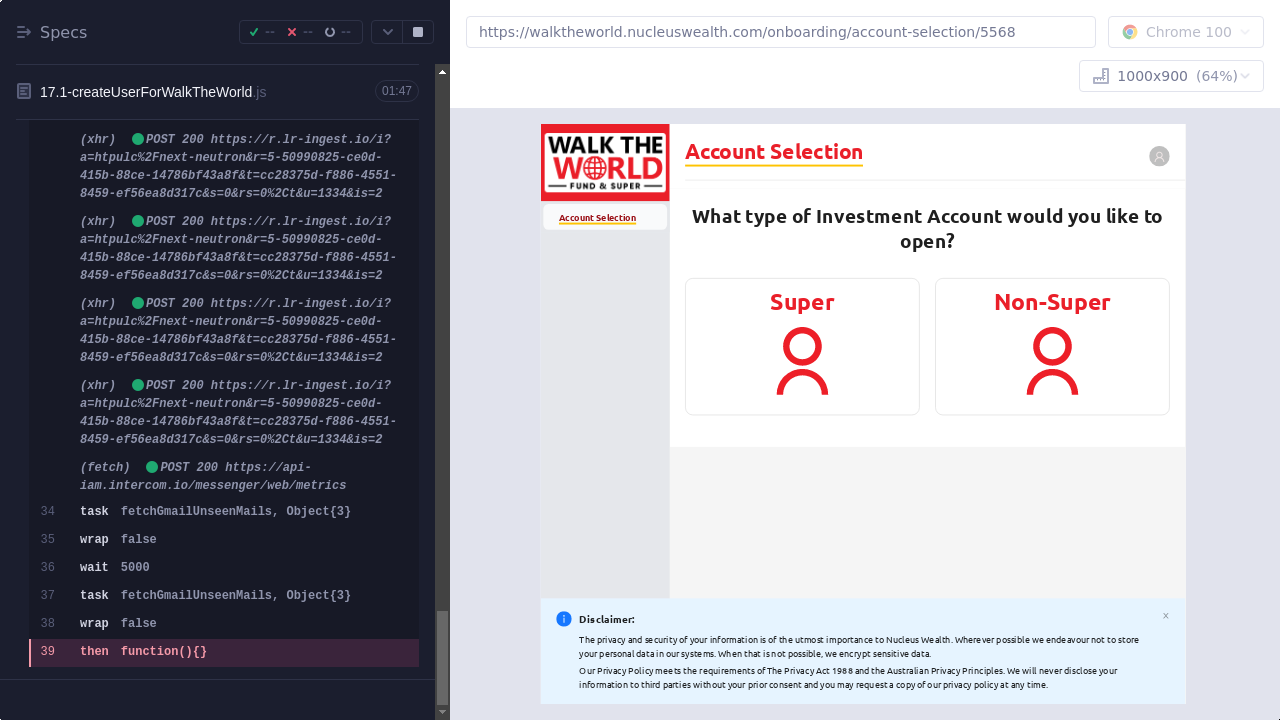 Specs
--
--
--
17.1-createUserForWalkTheWorld.js
01:47
(xhr) POST 200 https://r.lr-ingest.io/i?
a=htpulc%2Fnext-neutron&r=5-50990825-ce0d-
415b-88ce-14786bf43a8f&t=cc28375d-f886-4551-
8459-ef56ea8d317c&s=0&rs=0%2Ct&u=1334&is=2
(xhr) POST 200 https://r.lr-ingest.io/i?
a=htpulc%2Fnext-neutron&r=5-50990825-ce0d-
415b-88ce-14786bf43a8f&t=cc28375d-f886-4551-
8459-ef56ea8d317c&s=0&rs=0%2Ct&u=1334&is=2
(xhr) POST 200 https://r.lr-ingest.io/i?
a=htpulc%2Fnext-neutron&r=5-50990825-ce0d-
415b-88ce-14786bf43a8f&t=cc28375d-f886-4551-
8459-ef56ea8d317c&s=0&rs=0%2Ct&u=1334&is=2
(xhr) POST 200 https://r.lr-ingest.io/i?
a=htpulc%2Fnext-neutron&r=5-50990825-ce0d-
415b-88ce-14786bf43a8f&t=cc28375d-f886-4551-
8459-ef56ea8d317c&s=0&rs=0%2Ct&u=1334&is=2
(fetch) POST 200 https://api-
iam.intercom.io/messenger/web/metrics
34 task fetchGmailUnseenMails, Object{3}
35 wrap false
36 wait 5000
37 task fetchGmailUnseenMails, Object{3}
38 wrap false
39 then function(){}
https://walktheworld.nucleuswealth.com/onboarding/account-selection/5568
Chrome 100
1000x900 (64%)
WALK THE
WORLD
FUND & SUPER
Account Selection
Account Selection
What type of Investment Account would you like to
open?
Super
Non-Super
Disclaimer:
The privacy and security of your information is of the utmost importance to Nucleus Wealth. Wherever possible we endeavour not to store
your personal data in our systems. When that is not possible, we encrypt sensitive data.
Our Privacy Policy meets the requirements of The Privacy Act 1988 and the Australian Privacy Principles. We will never disclose your
information to third parties without your prior consent and you may request a copy of our privacy policy at any time.